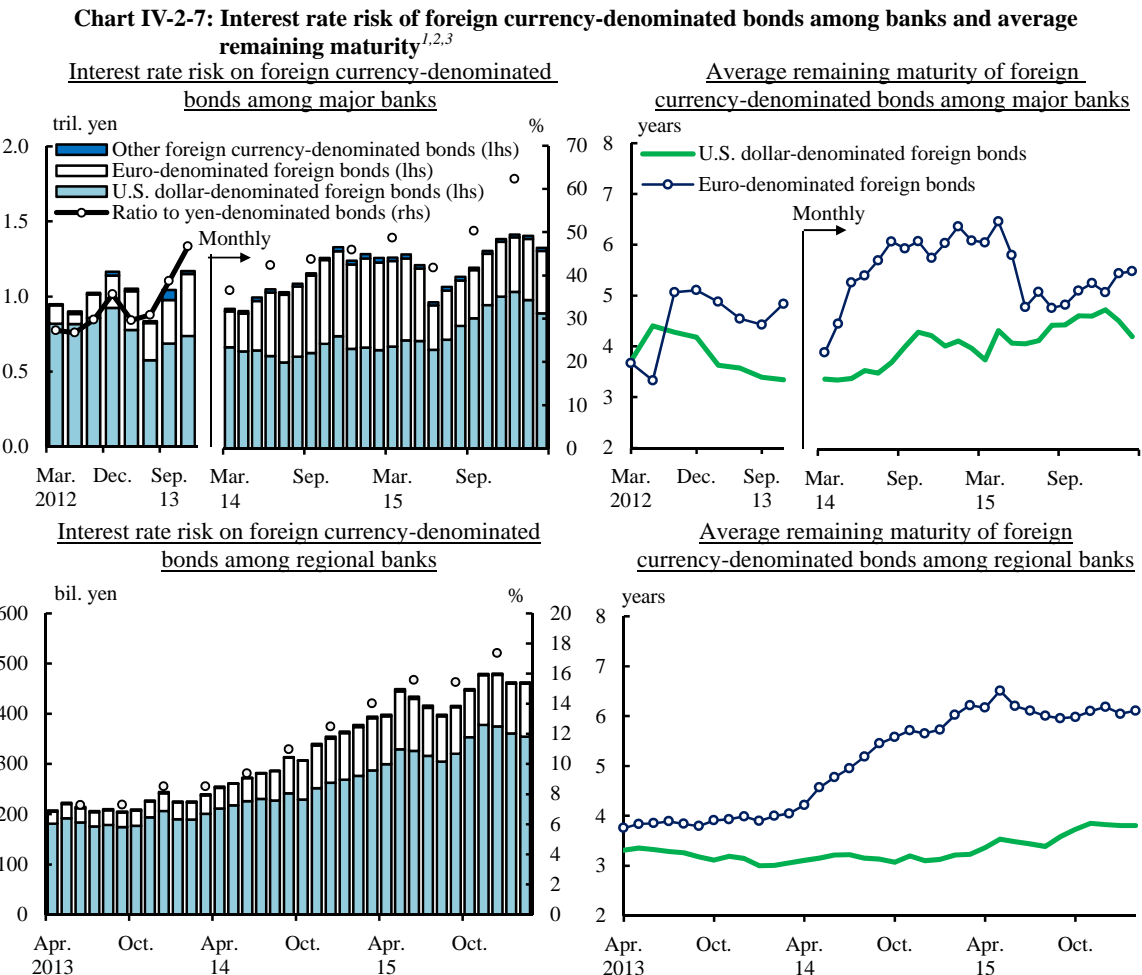 Chart IV-2-7: Interest rate risk of foreign currency-denominated bonds among banks and average
remaining maturity1,2,3
Interest rate risk on foreign currency-denominated
bonds among major banks
tril. yen
%
2.0
1.5
1.0
0.5
0.0
70
60
50
40
30
20
10
0
Other foreign currency-denominated bonds (lhs)
Euro-denominated foreign bonds (lhs)
U.S. dollar-denominated foreign bonds (lhs)
Ratio to yen-denominated bonds (rhs)
Monthly
Mar. Dec. Sep. Mar. Sep. Mar. Sep.
2012 13 14 15
Average remaining maturity of foreign
currency-denominated bonds among major banks
years
8
7
6
5
4
3
2
U.S. dollar-denominated foreign bonds
Euro-denominated foreign bonds
Monthly
Mar. Dec. Sep. Mar. Sep. Mar. Sep.
2012 13 14 15
Interest rate risk on foreign currency-denominated
bonds among regional banks
bil. yen
%
600
500
400
300
200
100
0
20
18
16
14
12
10
8
6
4
2
0
Apr. Oct. Apr. Oct. Apr. Oct.
2013 14 15
Average remaining maturity of foreign
currency-denominated bonds among regional banks
years
8
7
6
5
4
3
2
Apr. Oct. Apr. Oct. Apr. Oct.
2013 14 15